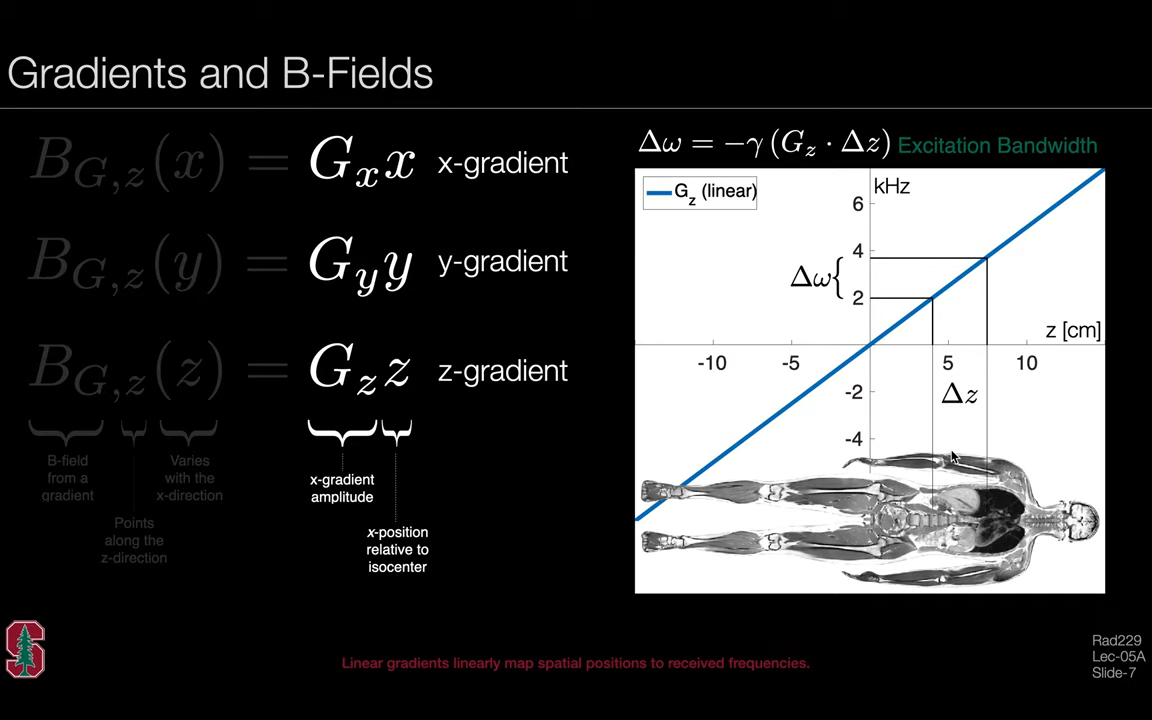 Gradients and B-Fields
B_{G,z}(x) = G_x x x-gradient
B_{G,z}(y) = G_y y y-gradient
B_{G,z}(z) = G_z z z-gradient
B-field
from a
gradient
Points
along the
z-direction
Varies
with the
x-direction
x-gradient
amplitude
x-position
relative to
isocenter
Δω = −γ (G_z · Δz) Excitation Bandwidth
G_z (linear)
kHz
6
4
Δω{
2
z [cm]
-10 -5 5 10
-2
Δz
-4
Linear gradients linearly map spatial positions to received frequencies.
S
Rad229
Lec-05A
Slide-7